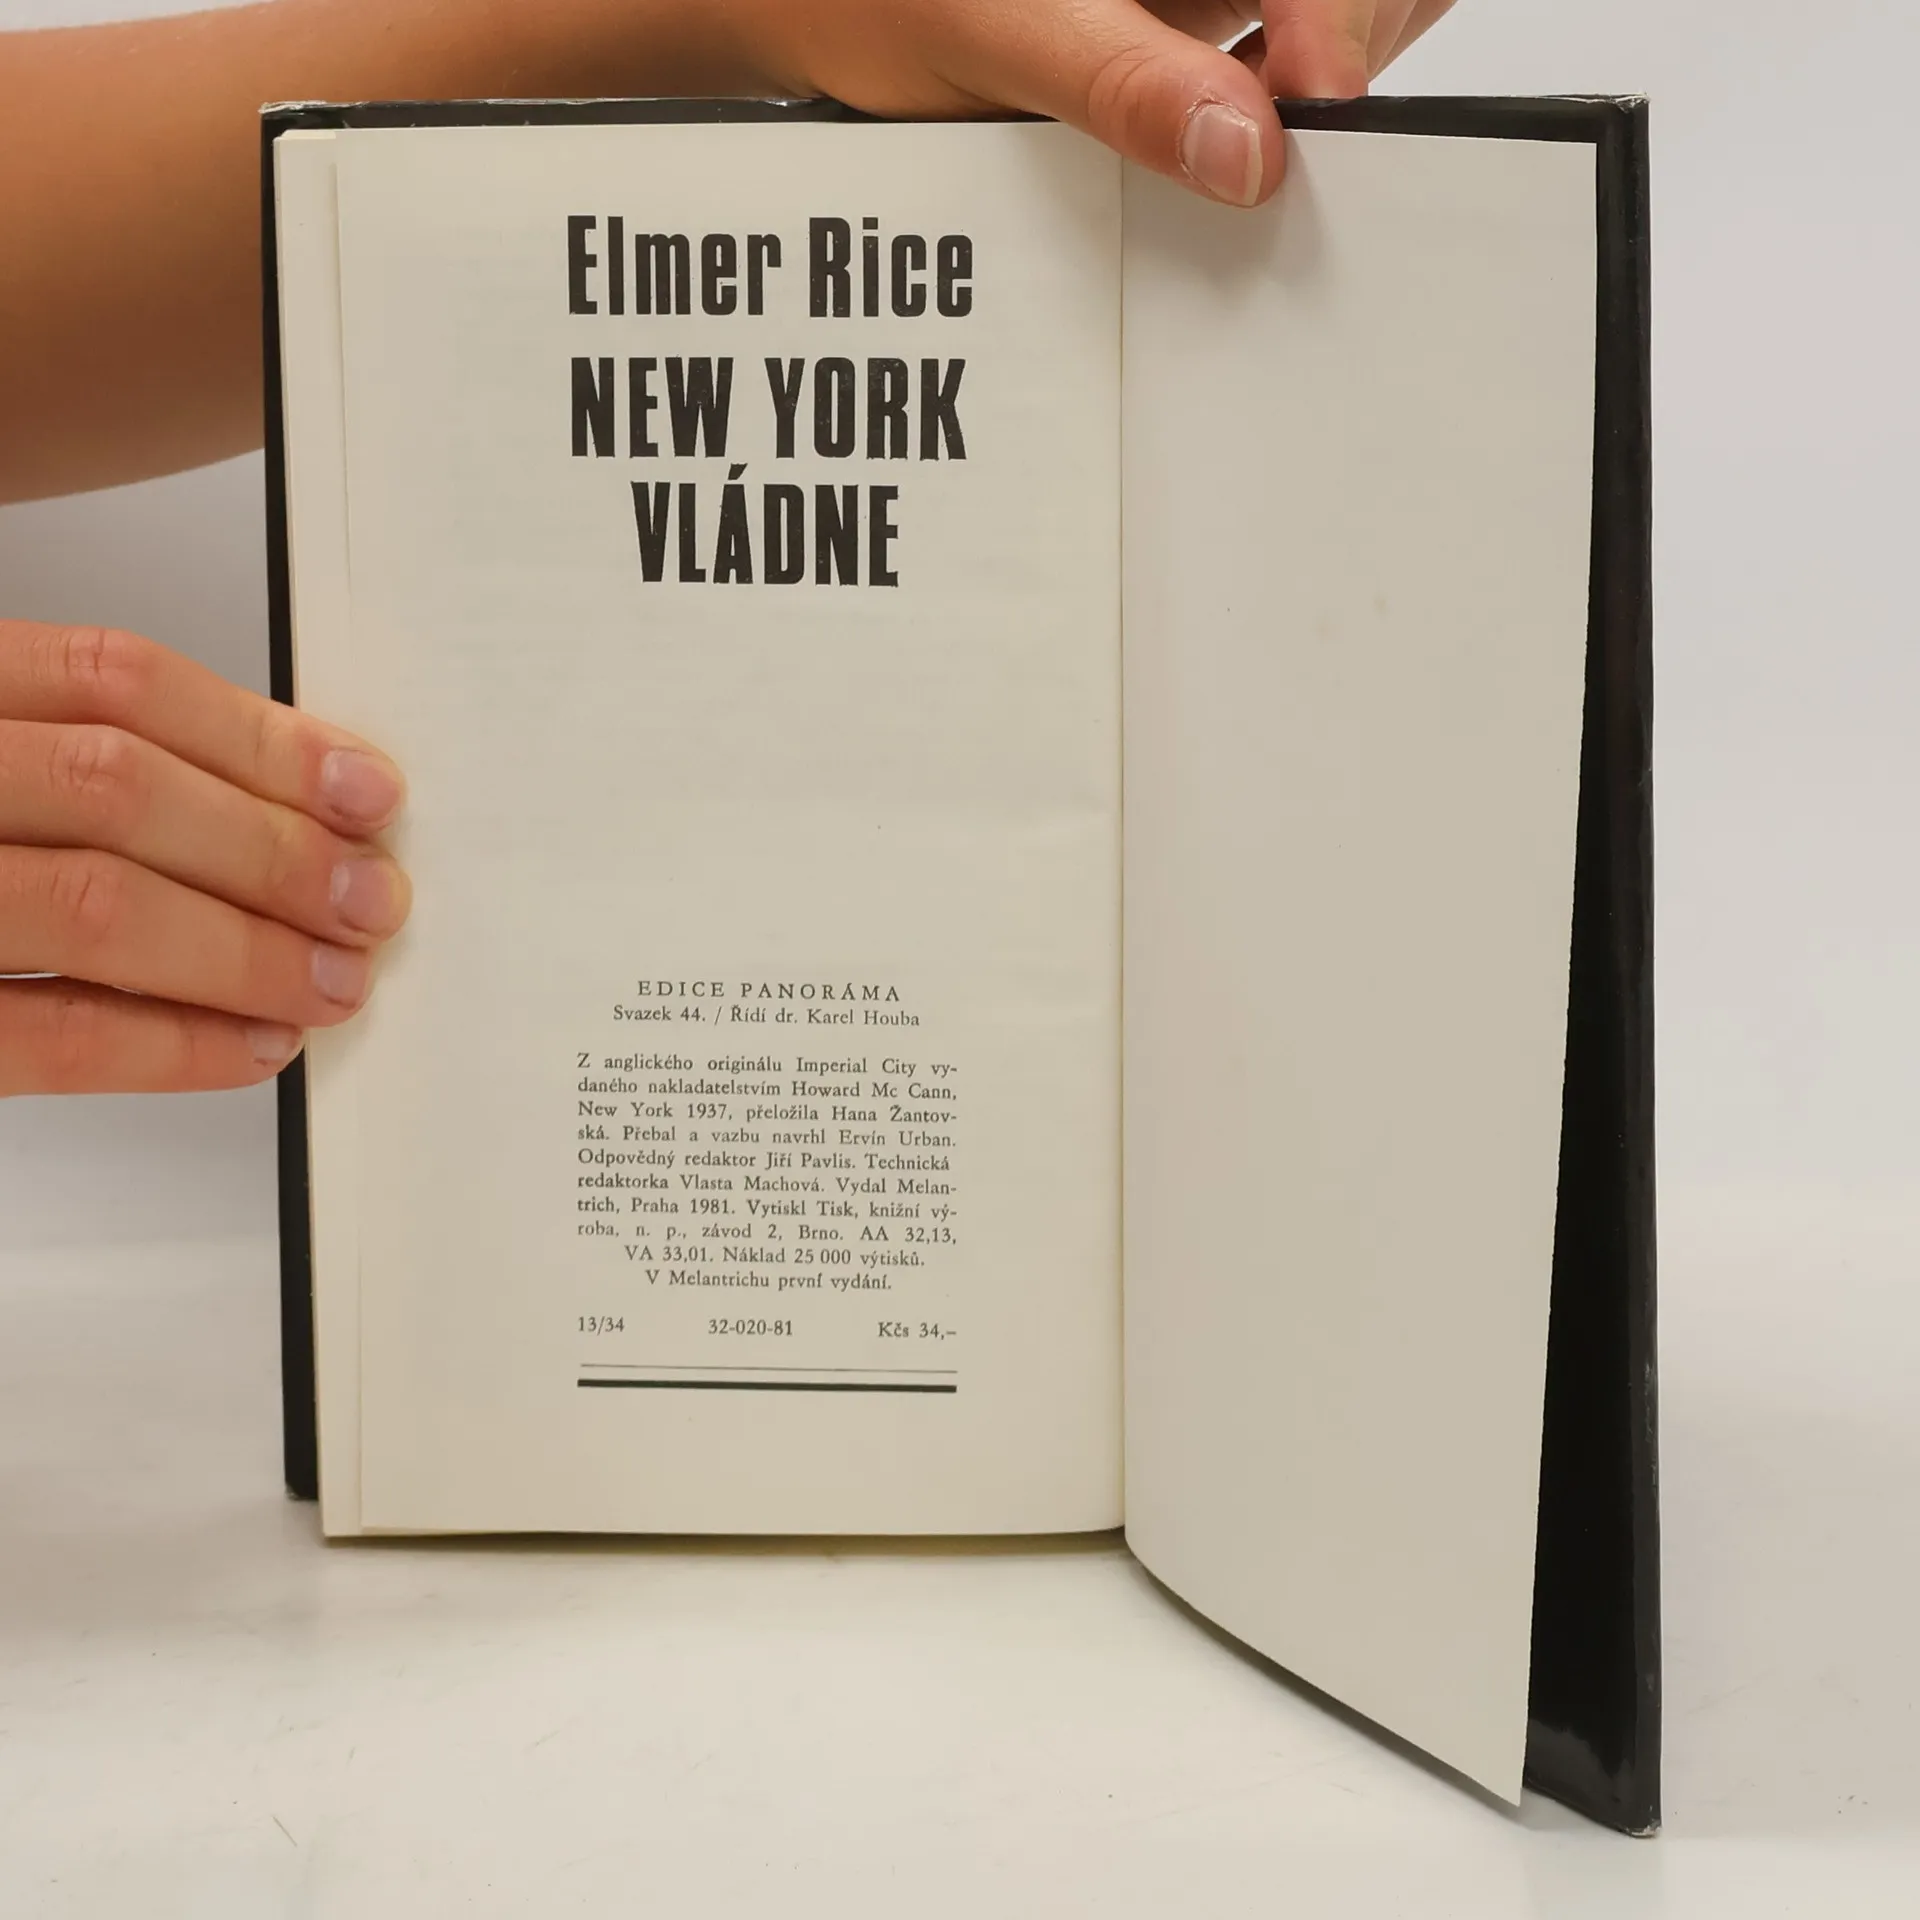 Elmer Rice
NEW YORK
VLÁDNE
EDICE PANORÁMA
Svazek 44. / Řídí dr. Karel Houba
Z anglického originálu Imperial City vy-
daného nakladatelstvím Howard Mc Cann,
New York 1937, přeložila Hana Žantov-
ská. Přebal a vazbu navrhl Ervín Urban.
Odpovědný redaktor Jiří Pavlis. Technická
redaktorka Vlasta Machová. Vydal Melan-
trich, Praha 1981. Vytiskl Tisk, knižní vý-
roba, n. p., závod 2, Brno. AA 32,13,
VA 33,01. Náklad 25 000 výtisků.
V Melantrichu první vydání.
13/34 32-020-81 Kčs 34,–